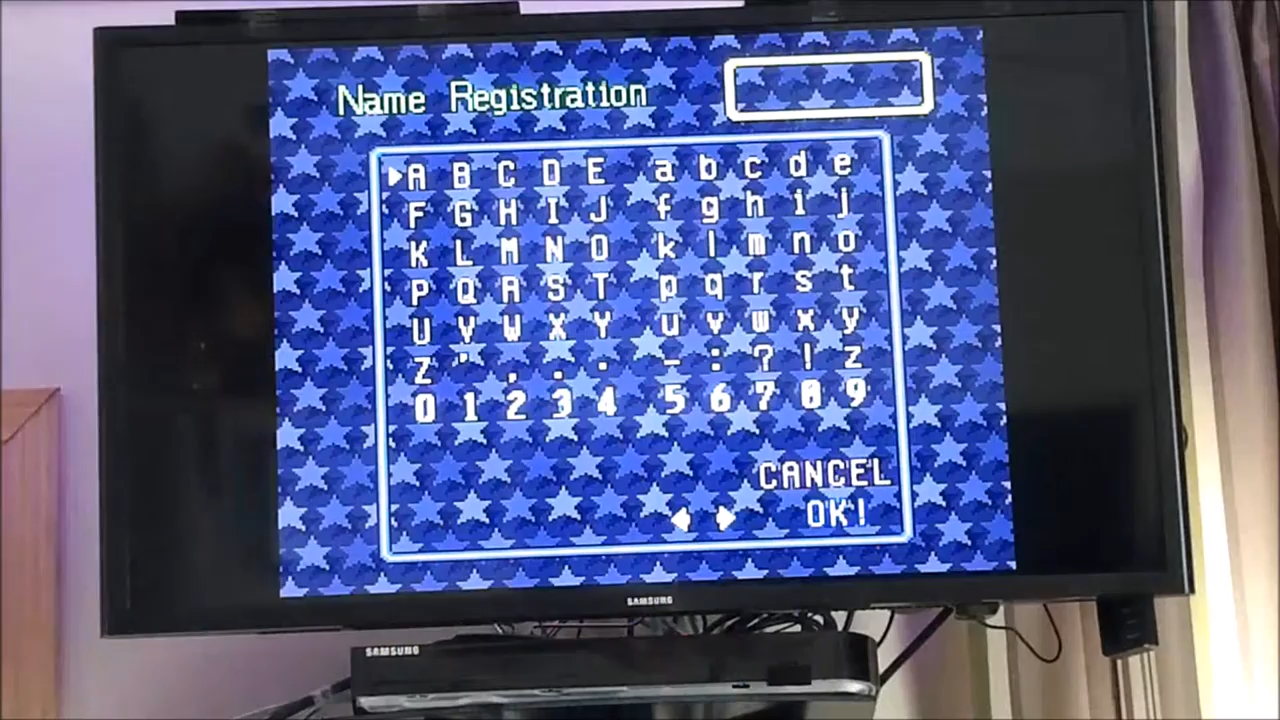 Name Registration
▶A B C D E a b c d e
F G H I J f g h i j
K L M N O k l m n o
P Q R S T p q r s t
U V W X Y u v w x y
Z ' , . · - : ? ! z
0 1 2 3 4 5 6 7 8 9
CANCEL
◀ ▶ OK!
SAMSUNG
SAMSUNG